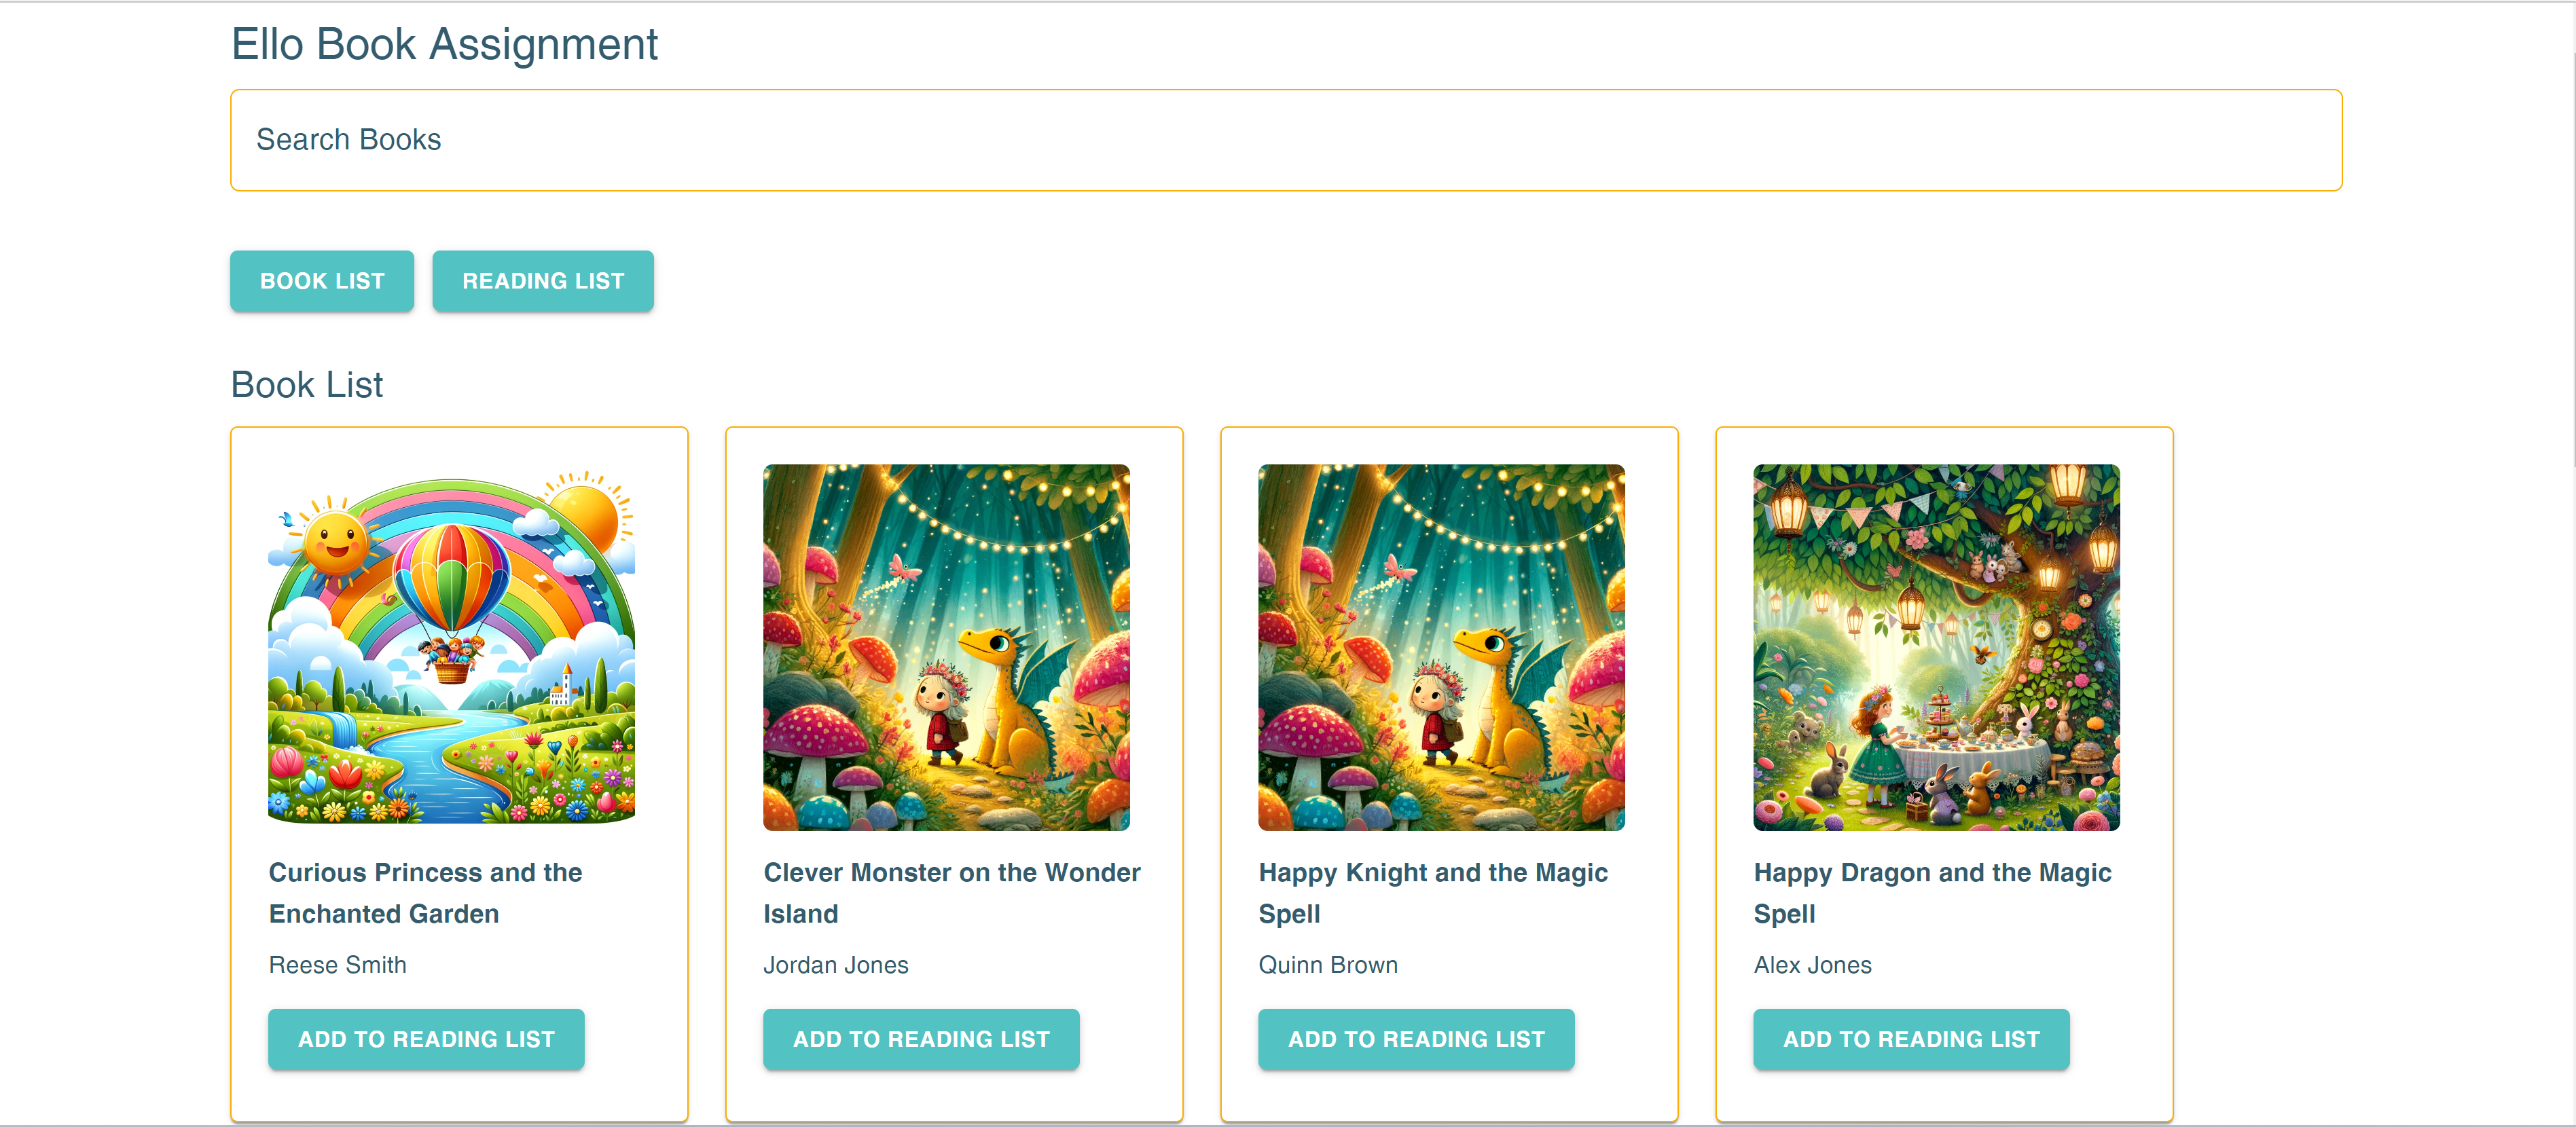 Ello Book Assignment
Search Books
BOOK LIST
READING LIST
Book List
Curious Princess and the
Enchanted Garden
Reese Smith
ADD TO READING LIST
Clever Monster on the Wonder
Island
Jordan Jones
ADD TO READING LIST
Happy Knight and the Magic
Spell
Quinn Brown
ADD TO READING LIST
Happy Dragon and the Magic
Spell
Alex Jones
ADD TO READING LIST